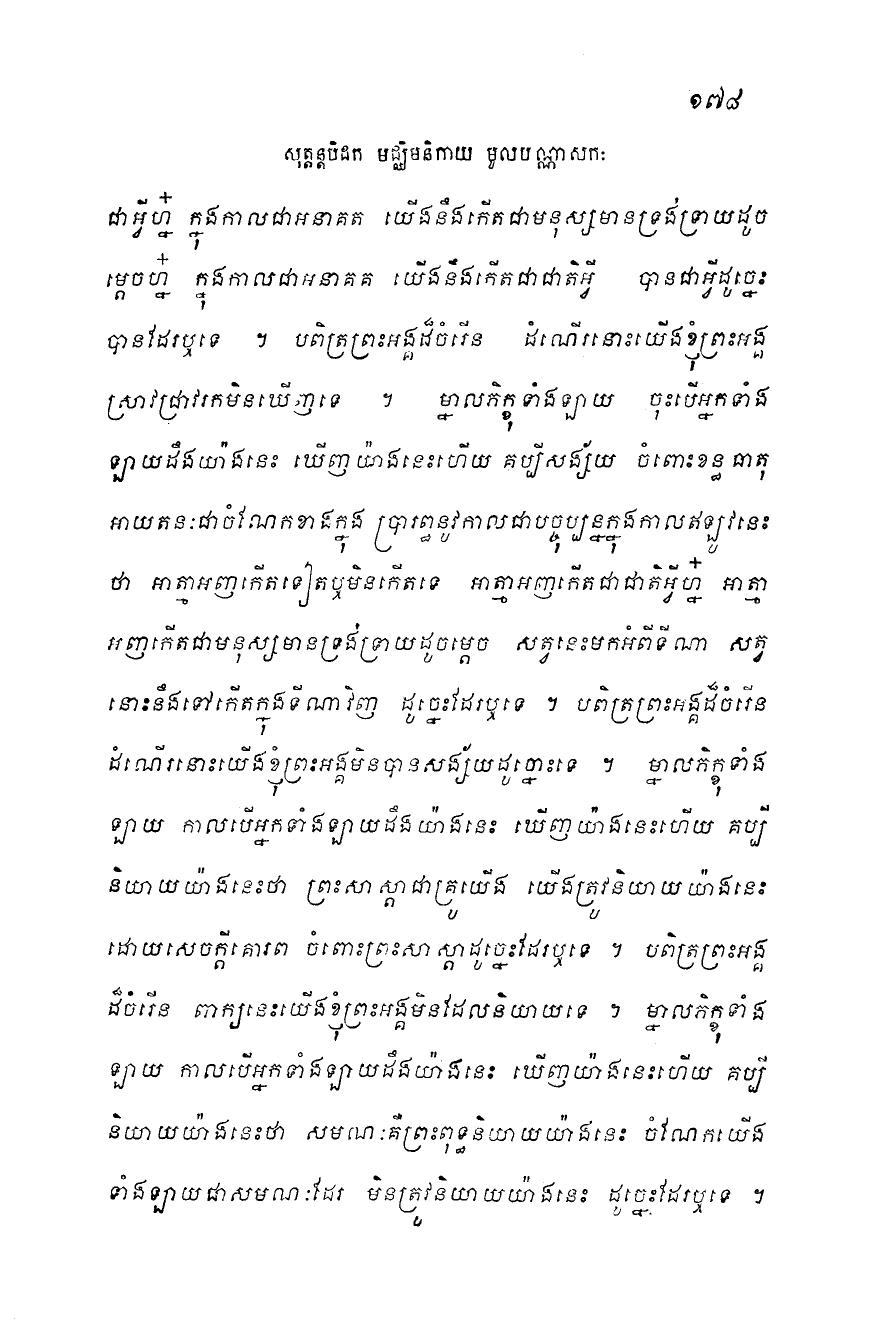 ១៧៨
សុត្តន្តបិដក មជ្ឈិមនិកាយ មូលបណ្ណាសកៈ
ជាអ្វីហ្ន៎ ក្នុងកាលជាអនាគត យើងនឹងកើតជាមនុស្សមានទ្រង់ទ្រាយដូច
ម្តេចហ្ន៎ ក្នុងកាលជាអនាគត យើងនឹងកើតជាជាតិអ្វី បានជាអ្វីដូច្នេះ
បានដែរឬទេ ។ បពិត្រព្រះអង្គដ៏ចំរើន ដំណើរនោះយើងខ្ញុំព្រះអង្គ
ស្រាវជ្រាវរកមិនឃើញទេ ។ ម្នាលភិក្ខុទាំងឡាយ ចុះបើអ្នកទាំង
ឡាយដឹងយ៉ាងនេះ ឃើញយ៉ាងនេះហើយ គប្បីសង្ស័យ ចំពោះខន្ធ ធាតុ
អាយតនៈជាចំណែកខាងក្នុង ប្រារព្ធនូវកាលជាបច្ចុប្បន្នក្នុងកាលឥឡូវនេះ
ថា អាត្មាអញកើតទៀតឬមិនកើតទេ អាត្មាអញកើតជាជាតិអ្វីហ្ន៎ អាត្មា
អញកើតជាមនុស្សមានទ្រង់ទ្រាយដូចម្តេច សត្វនេះមកអំពីទីណា សត្វ
នោះនឹងទៅកើតក្នុងទីណាវិញ ដូច្នេះដែរឬទេ ។ បពិត្រព្រះអង្គដ៏ចំរើន
ដំណើរនោះយើងខ្ញុំព្រះអង្គមិនបានសង្ស័យដូច្នោះទេ ។ ម្នាលភិក្ខុទាំង
ឡាយ កាលបើអ្នកទាំងឡាយដឹងយ៉ាងនេះ ឃើញយ៉ាងនេះហើយ គប្បី
និយាយយ៉ាងនេះថា ព្រះសាស្តាជាគ្រូយើង យើងត្រូវនិយាយយ៉ាងនេះ
ដោយសេចក្តីគោរព ចំពោះព្រះសាស្តាដូច្នេះដែរឬទេ ។ បពិត្រព្រះអង្គ
ដ៏ចំរើន ពាក្យនេះយើងខ្ញុំព្រះអង្គមិនដែលនិយាយទេ ។ ម្នាលភិក្ខុទាំង
ឡាយ កាលបើអ្នកទាំងឡាយដឹងយ៉ាងនេះ ឃើញយ៉ាងនេះហើយ គប្បី
និយាយយ៉ាងនេះថា សមណៈគឺព្រះពុទ្ធនិយាយយ៉ាងនេះ ចំណែកយើង
ទាំងឡាយជាសមណៈដែរ មិនត្រូវនិយាយយ៉ាងនេះ ដូច្នេះដែរឬទេ ។